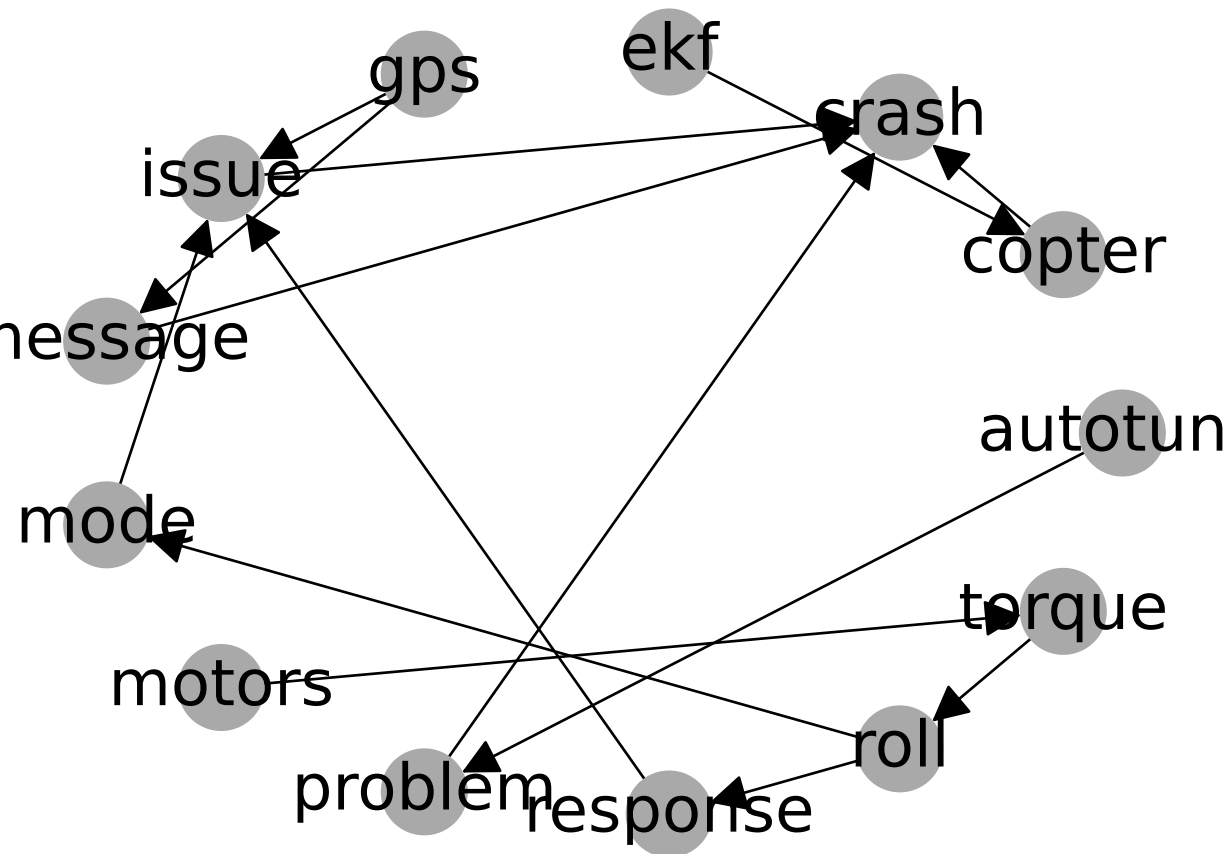 ekf
gps
crash
issue
copter
message
autotun
mode
torque
motors
roll
problem
response